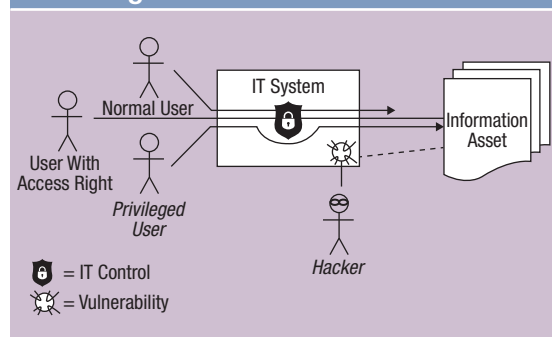 IT System
Normal User
Information
Asset
User With
Access Right
Privileged
User
Hacker
= IT Control
= Vulnerability